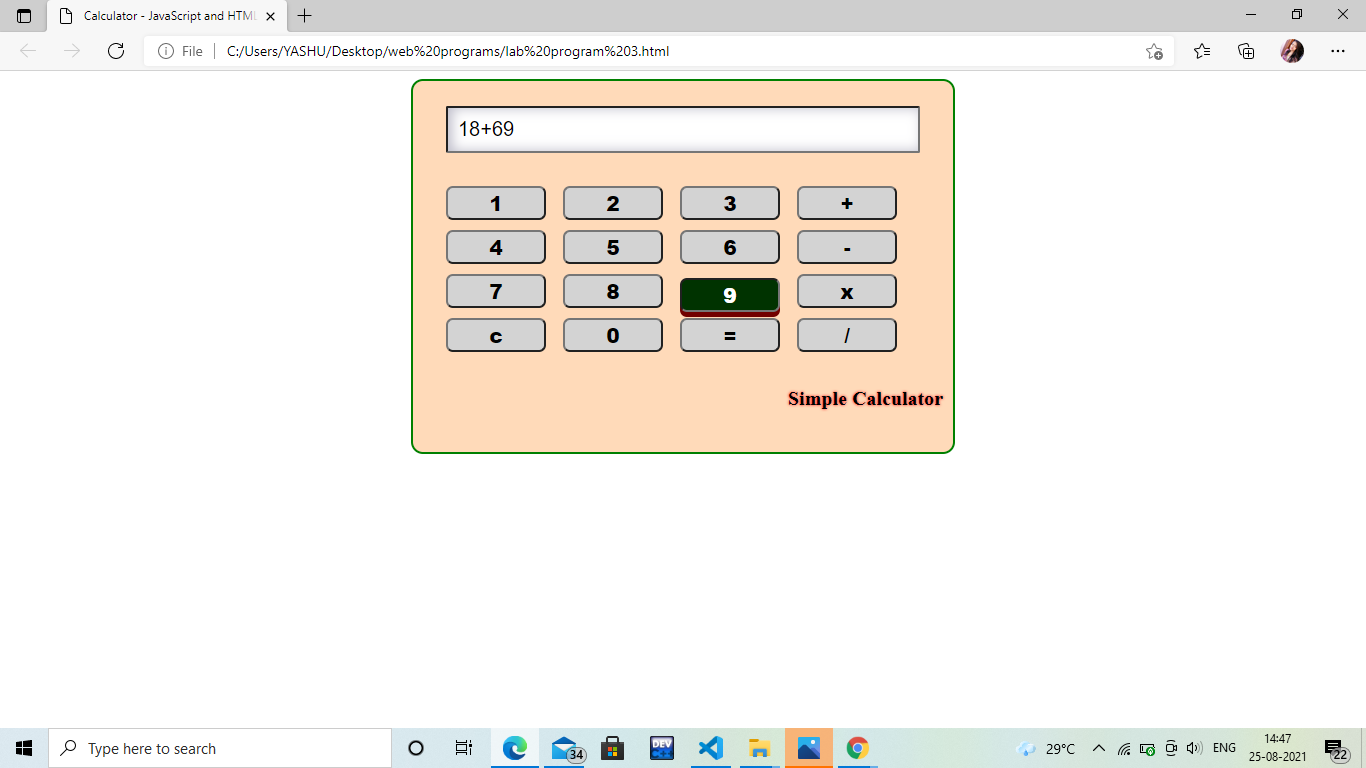 Calculator - JavaScript and HTML
File
C:/Users/YASHU/Desktop/web%20programs/lab%20program%203.html
18+69
1 2 3 +
4 5 6 -
7 8 9 x
c 0 = /
Simple Calculator
Type here to search
34
DEV
29°C
ENG
14:47
25-08-2021
22